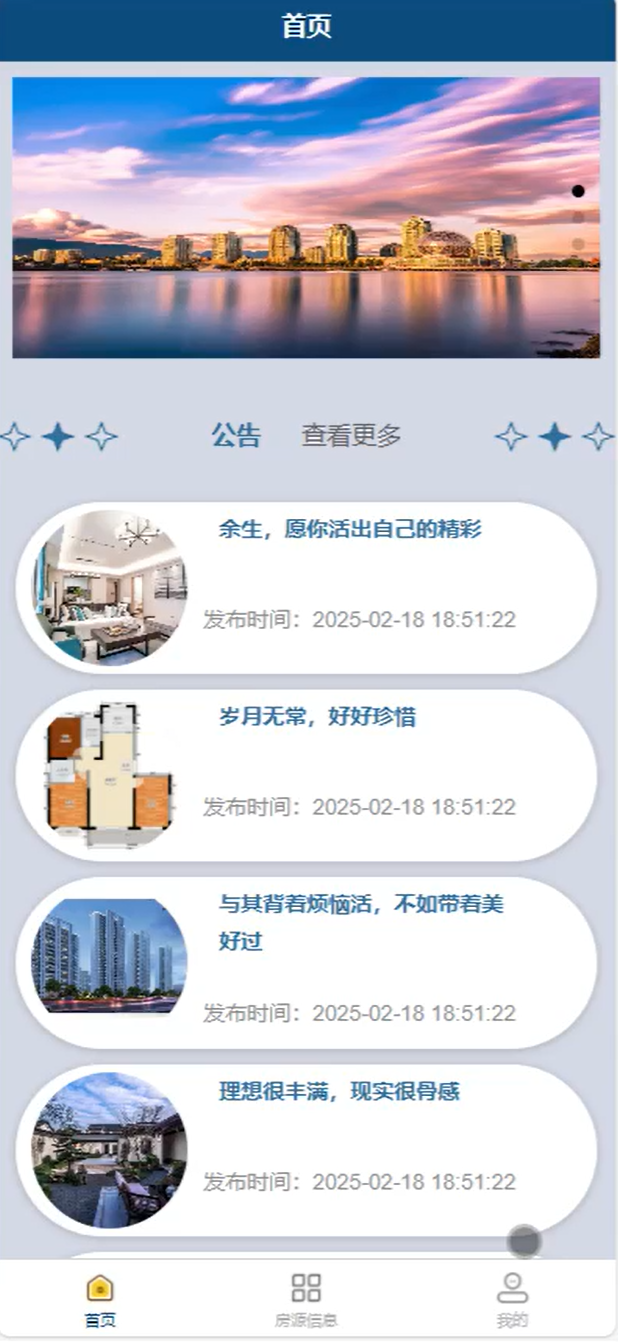 首页
公告 查看更多
余生，愿你活出自己的精彩
发布时间：2025-02-18 18:51:22
岁月无常，好好珍惜
发布时间：2025-02-18 18:51:22
与其背着烦恼活，不如带着美
好过
发布时间：2025-02-18 18:51:22
理想很丰满，现实很骨感
发布时间：2025-02-18 18:51:22
首页 房源信息 我的